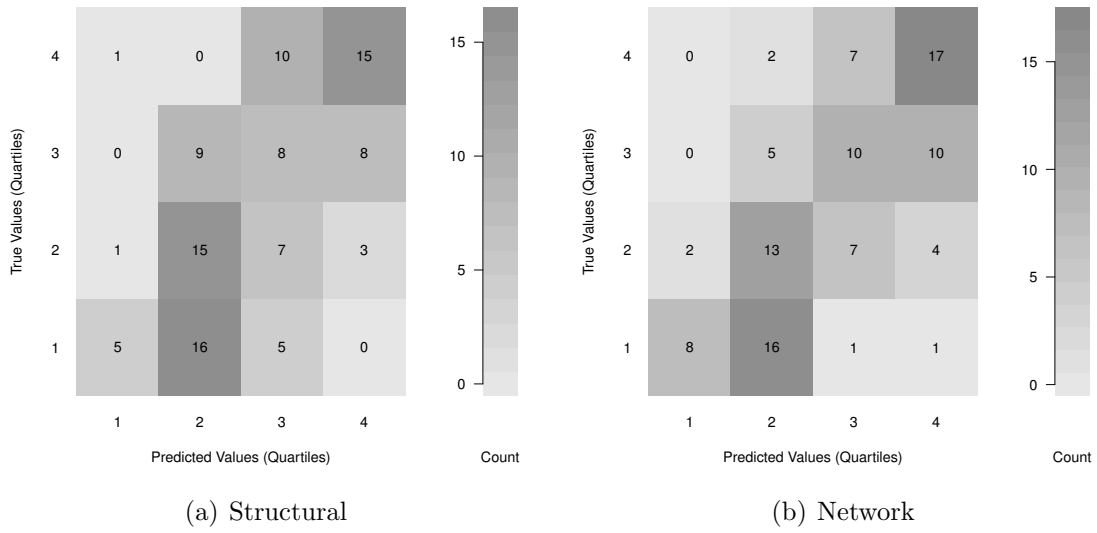 True Values (Quartiles)
4 1 0 10 15
3 0 9 8 8
2 1 15 7 3
1 5 16 5 0
1 2 3 4
Predicted Values (Quartiles)
15
10
5
0
Count
(a) Structural
True Values (Quartiles)
4 0 2 7 17
3 0 5 10 10
2 2 13 7 4
1 8 16 1 1
1 2 3 4
Predicted Values (Quartiles)
15
10
5
0
Count
(b) Network